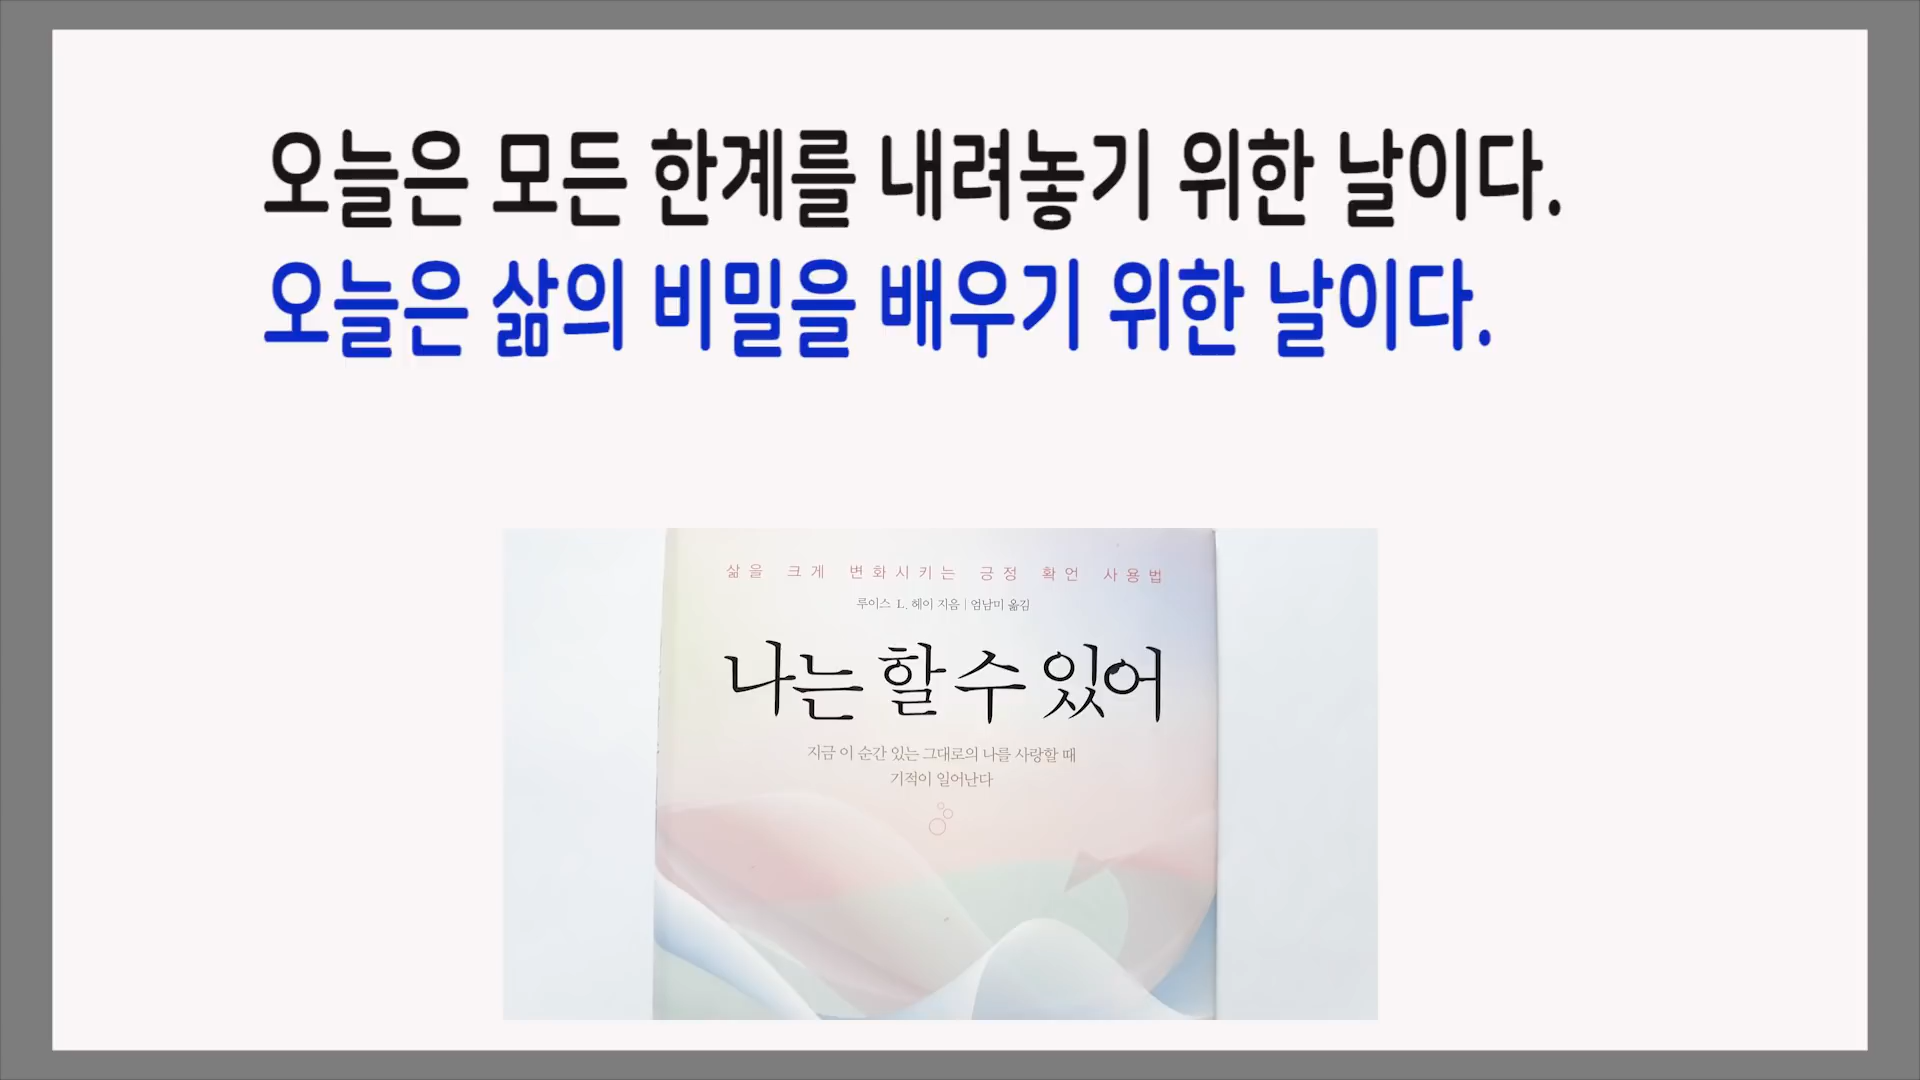 오늘은 모든 한계를 내려놓기 위한 날이다.
오늘은 삶의 비밀을 배우기 위한 날이다.
삶을 크게 변화시키는 긍정 확언 사용법
루이스 L. 헤이 지음 | 엄남미 옮김
나는 할 수 있어
지금 이 순간 있는 그대로의 나를 사랑할 때
기적이 일어난다